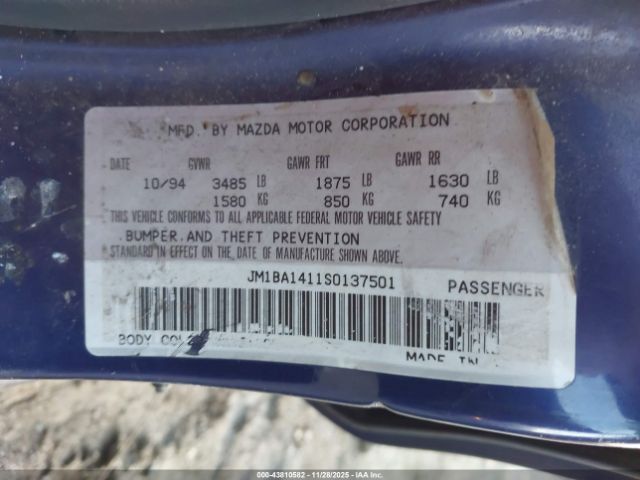 MFD. BY MAZDA MOTOR CORPORATION
DATE GVWR GAWR FRT GAWR RR
10/94 3485 LB 1875 LB 1630 LB
1580 KG 850 KG 740 KG
THIS VEHICLE CONFORMS TO ALL APPLICABLE FEDERAL MOTOR VEHICLE SAFETY
BUMPER AND THEFT PREVENTION
STANDARD IN EFFECT ON THE DATE OF MANUFACTURE SHOWN ABOVE.
JM1BA1411S0137501 PASSENGER
BODY
MADE IN
000-43810582 - 11/28/2025 - IAA Inc.